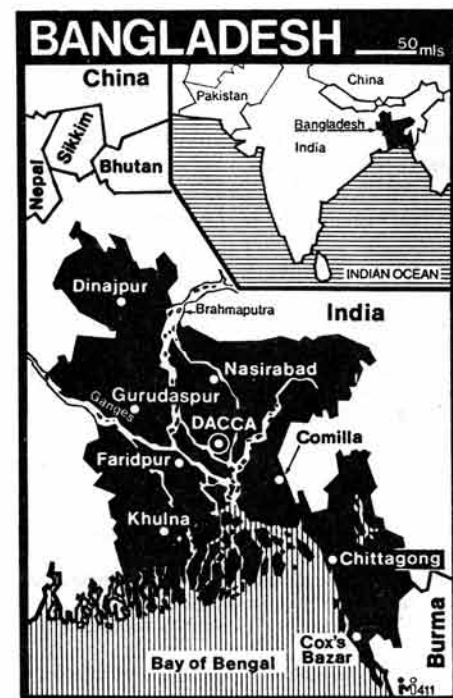 BANGLADESH
50
mls
China
China
Pakistan
Bangladesh
India
INDIAN OCEAN
Nepal
Sikkim
Bhutan
Dinajpur
Brahmaputra
India
Nasirabad
Gurudaspur
Ganges
DACCA
Comilla
Faridpur
Khulna
Chittagong
Burma
Cox's
Bazar
Bay of Bengal